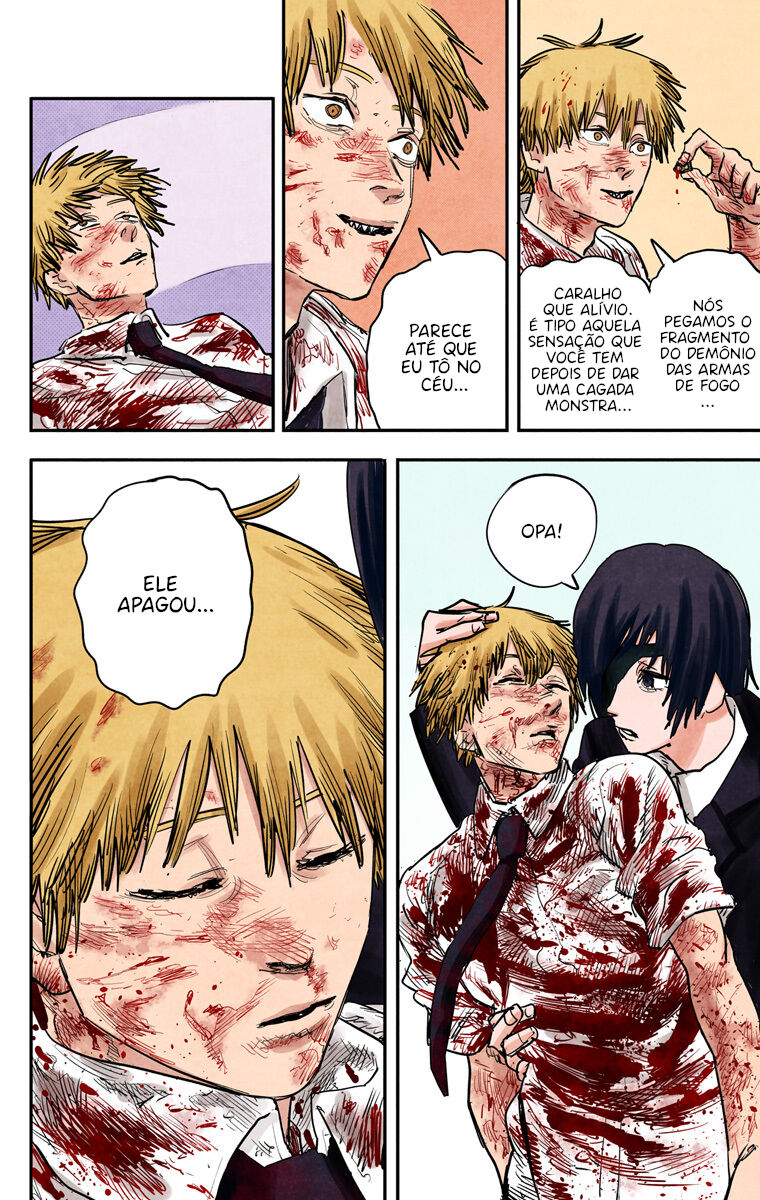 NÓS
PEGAMOS O
FRAGMENTO
DO DEMÔNIO
DAS ARMAS
DE FOGO
...
CARALHO
QUE ALÍVIO.
É TIPO AQUELA
SENSAÇÃO QUE
VOCÊ TEM
DEPOIS DE DAR
UMA CAGADA
MONSTRA...
PARECE
ATÉ QUE
EU TÔ NO
CÉU...
OPA!
ELE
APAGOU...